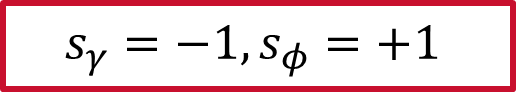 s_γ = −1, s_ϕ = +1